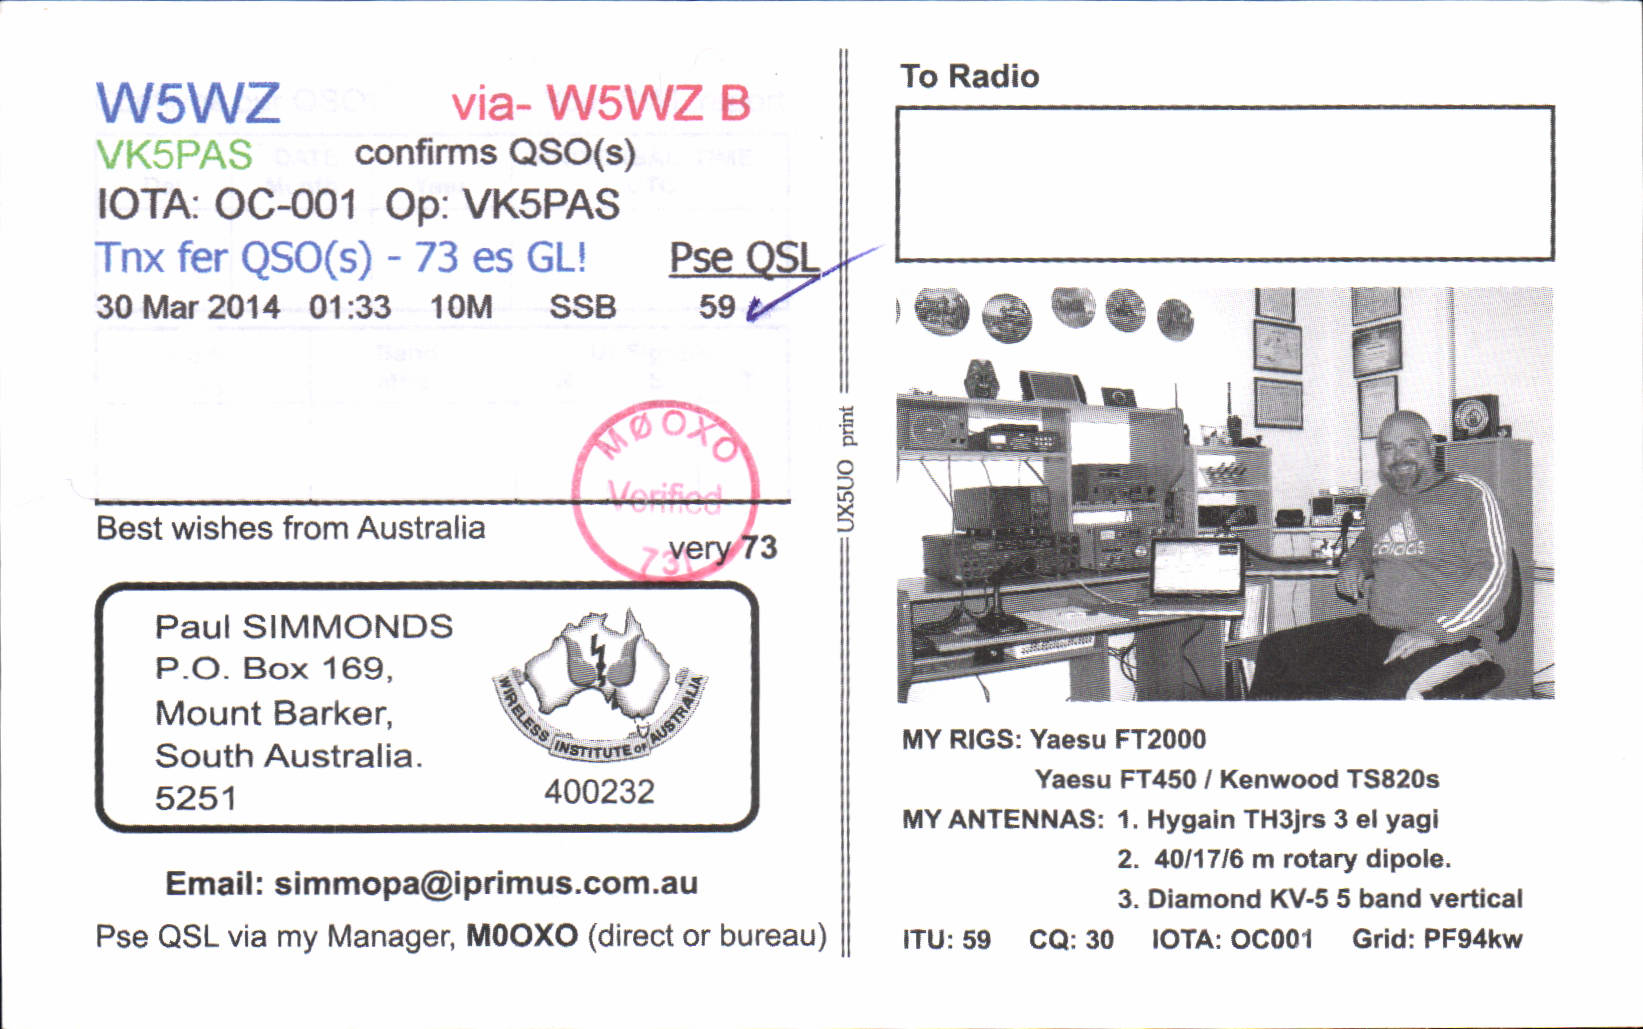 W5WZ via- W5WZ B
VK5PAS confirms QSO(s)
IOTA: OC-001 Op: VK5PAS
Tnx fer QSO(s) - 73 es GL! Pse QSL
30 Mar 2014 01:33 10M SSB 59
MØOXO
Verified
73!
Best wishes from Australia
very 73
Paul SIMMONDS
P.O. Box 169,
Mount Barker,
South Australia.
5251
WIRELESS INSTITUTE OF AUSTRALIA
400232
Email: simmopa@iprimus.com.au
Pse QSL via my Manager, M0OXO (direct or bureau)
UX5UO print
To Radio
adidas
MY RIGS: Yaesu FT2000
Yaesu FT450 / Kenwood TS820s
MY ANTENNAS: 1. Hygain TH3jrs 3 el yagi
2. 40/17/6 m rotary dipole.
3. Diamond KV-5 5 band vertical
ITU: 59 CQ: 30 IOTA: OC001 Grid: PF94kw